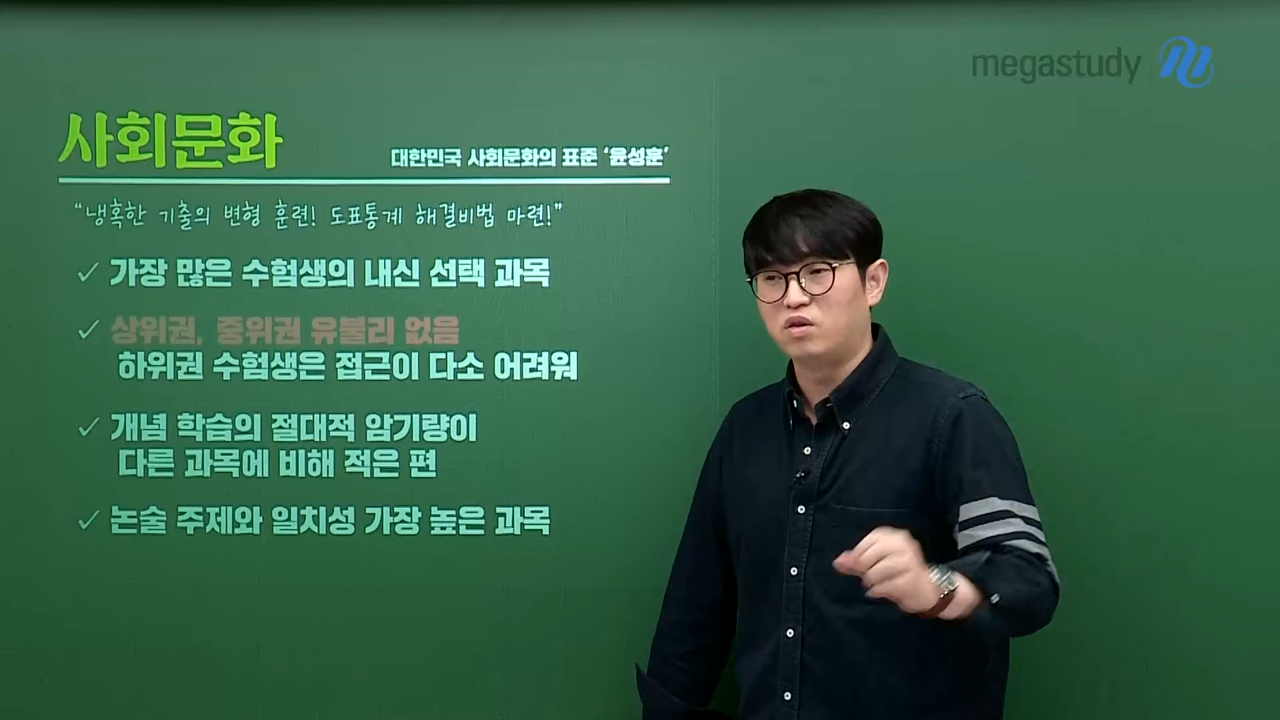 megastudy
사회문화
대한민국 사회문화의 표준 ‘윤성훈’
“냉혹한 기출의 변형 훈련! 도표통계 해결비법 마련!”
✓ 가장 많은 수험생의 내신 선택 과목
✓ 상위권, 중위권 유불리 없음
하위권 수험생은 접근이 다소 어려워
✓ 개념 학습의 절대적 암기량이
다른 과목에 비해 적은 편
✓ 논술 주제와 일치성 가장 높은 과목